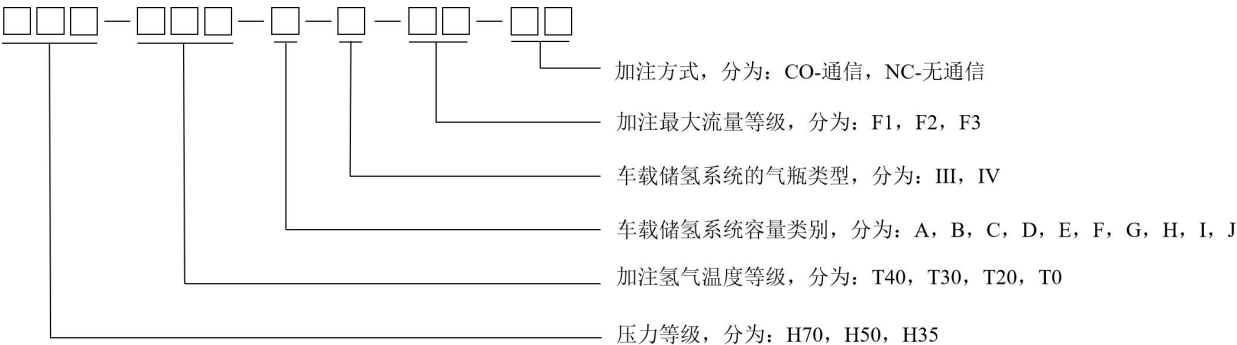 □□□—□□□—□—□—□□—□□
加注方式，分为：CO-通信，NC-无通信
加注最大流量等级，分为：F1，F2，F3
车载储氢系统的气瓶类型，分为：III，IV
车载储氢系统容量类别，分为：A，B，C，D，E，F，G，H，I，J
加注氢气温度等级，分为：T40，T30，T20，T0
压力等级，分为：H70，H50，H35